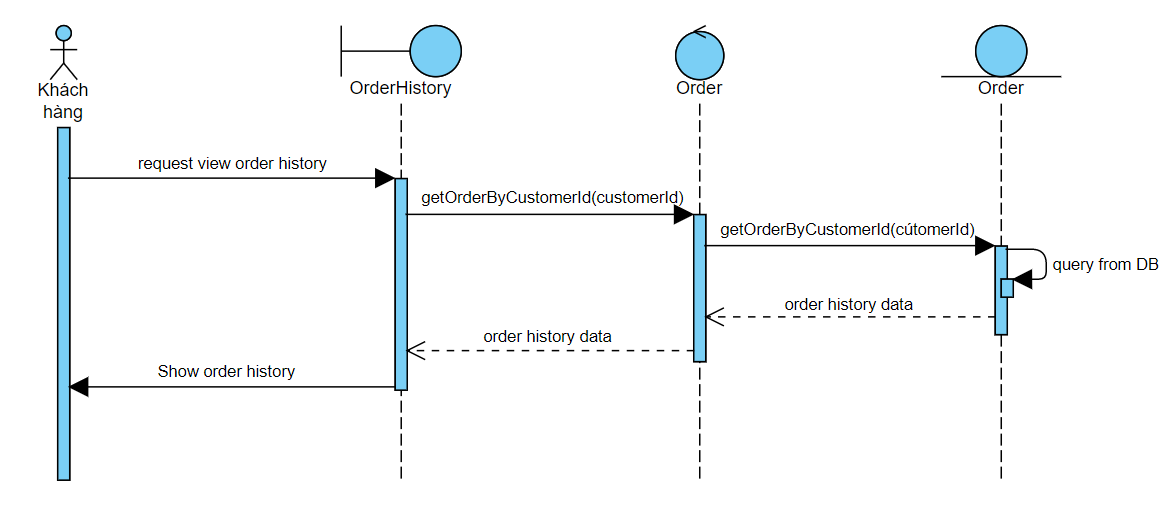 Khách
hàng
OrderHistory
Order
Order
request view order history
getOrderByCustomerId(customerId)
getOrderByCustomerId(cútomerId)
query from DB
order history data
order history data
Show order history